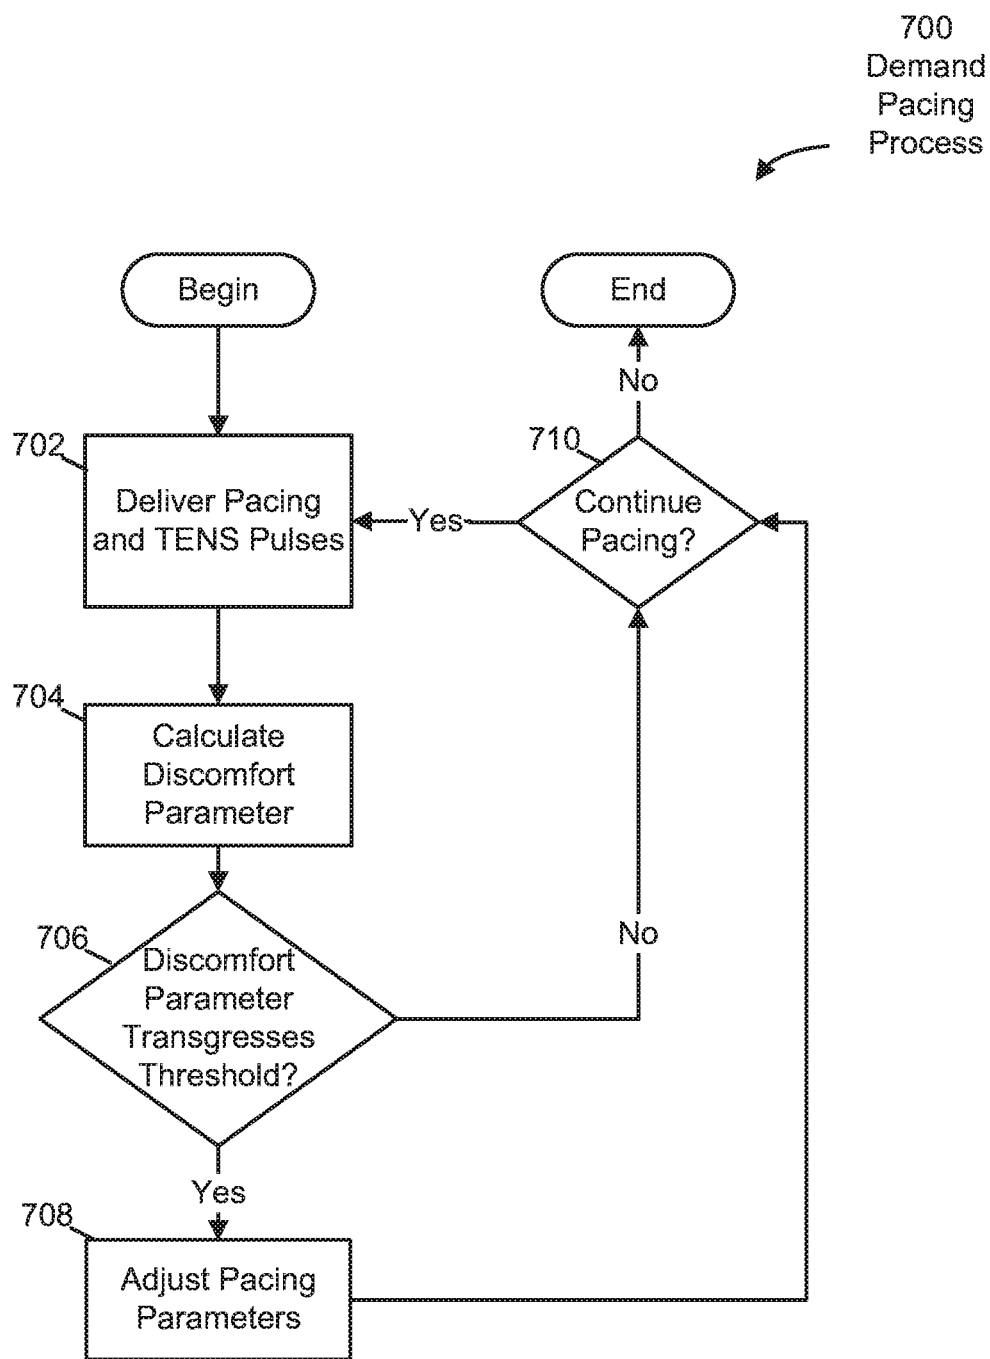 700
Demand
Pacing
Process
Begin
End
No
702
Deliver Pacing
and TENS Pulses
Yes
710
Continue
Pacing?
704
Calculate
Discomfort
Parameter
706
Discomfort
Parameter
Transgresses
Threshold?
No
Yes
708
Adjust Pacing
Parameters